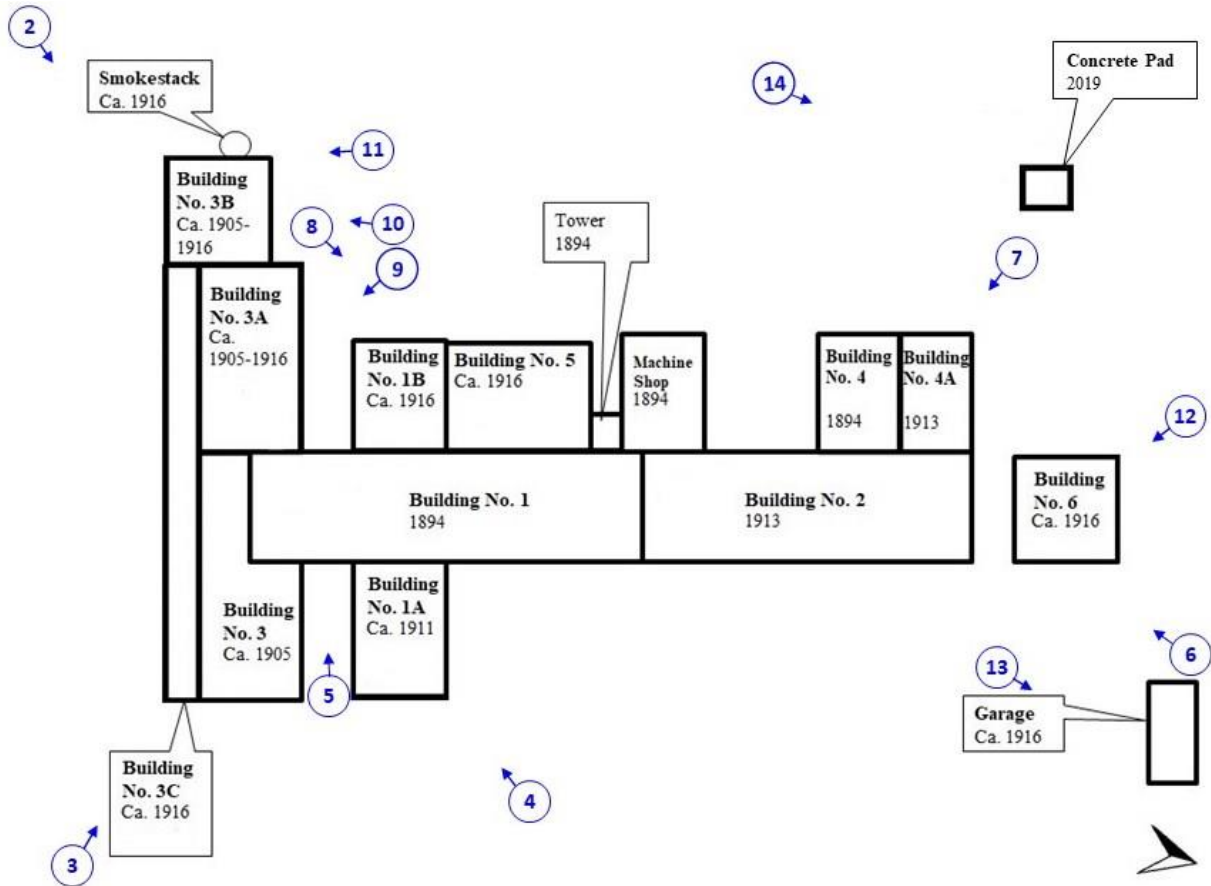 2
Smokestack
Ca. 1916
14
Concrete Pad
2019
11
Building
No. 3B
Ca. 1905-
1916
8
10
Tower
1894
7
9
Building
No. 3A
Ca.
1905-1916
Building
No. 1B
Ca. 1916
Building No. 5
Ca. 1916
Machine
Shop
1894
Building
No. 4
1894
Building
No. 4A
1913
12
Building No. 1
1894
Building No. 2
1913
Building
No. 6
Ca. 1916
Building
No. 3
Ca. 1905
Building
No. 1A
Ca. 1911
5
13
6
Garage
Ca. 1916
Building
No. 3C
Ca. 1916
4
3